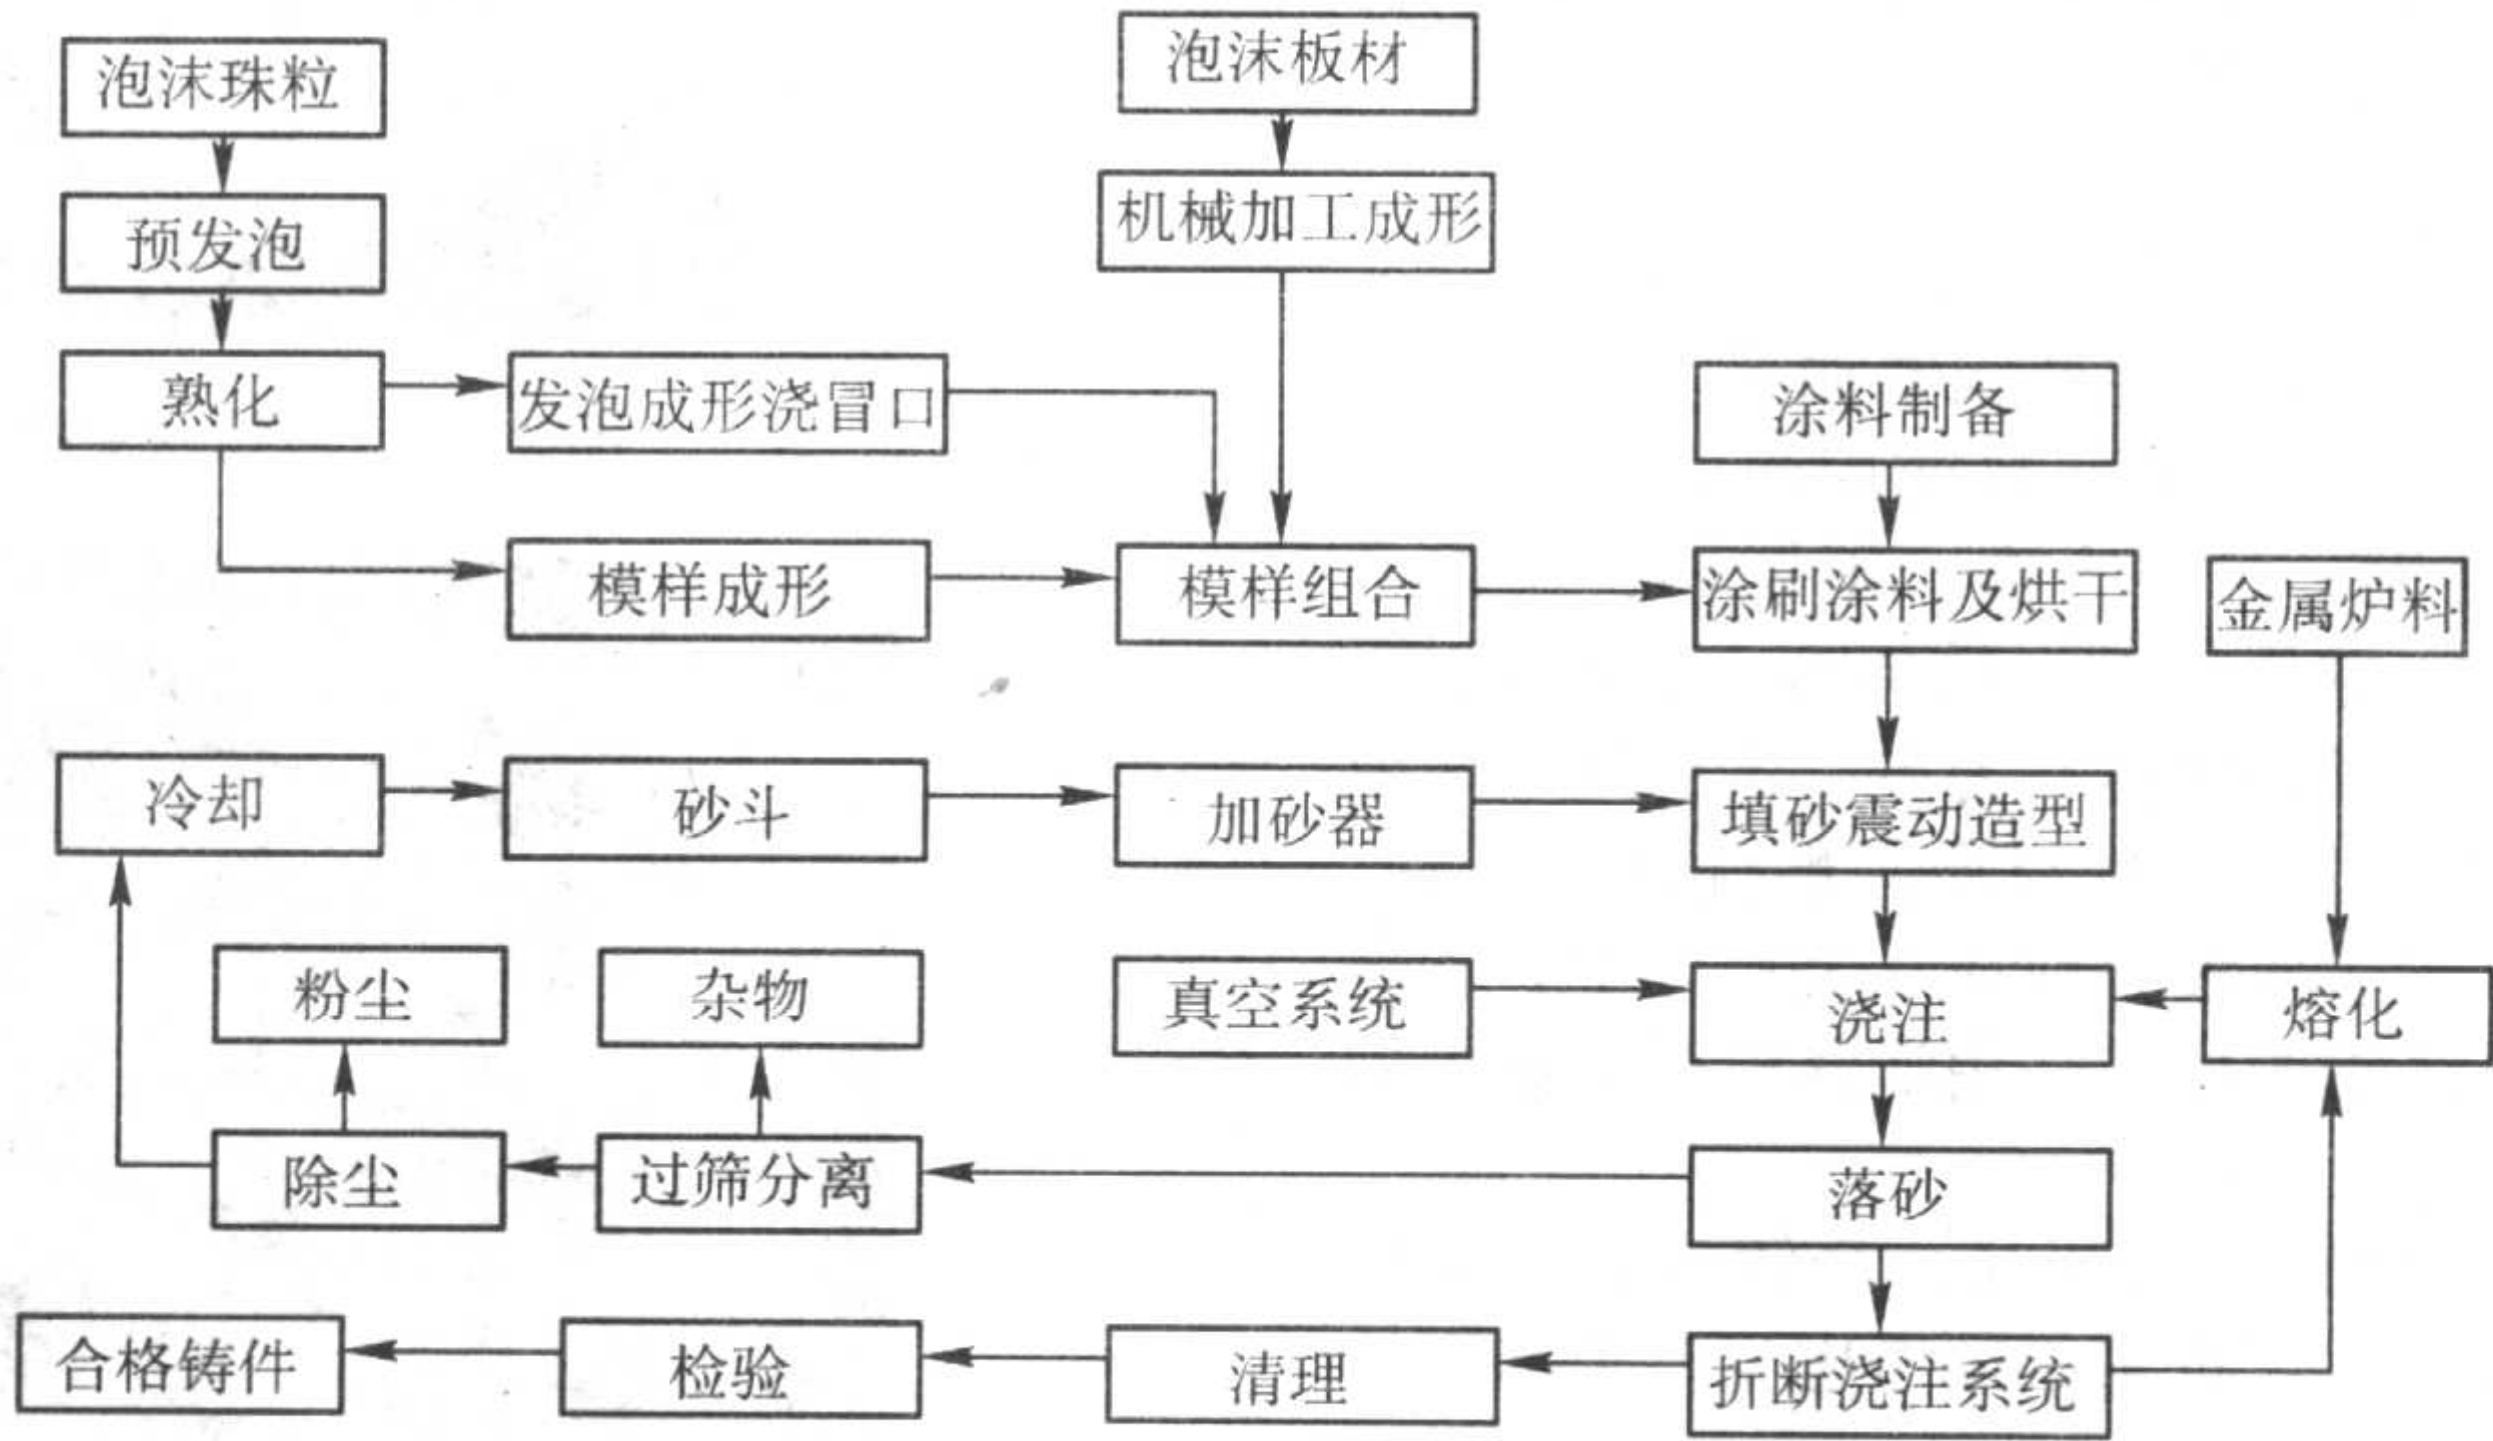 泡沫珠粒
泡沫板材
预发泡
机械加工成形
熟化
发泡成形浇冒口
涂料制备
模样成形
模样组合
涂刷涂料及烘干
金属炉料
冷却
砂斗
加砂器
填砂震动造型
粉尘
杂物
真空系统
浇注
熔化
除尘
过筛分离
落砂
合格铸件
检验
清理
折断浇注系统